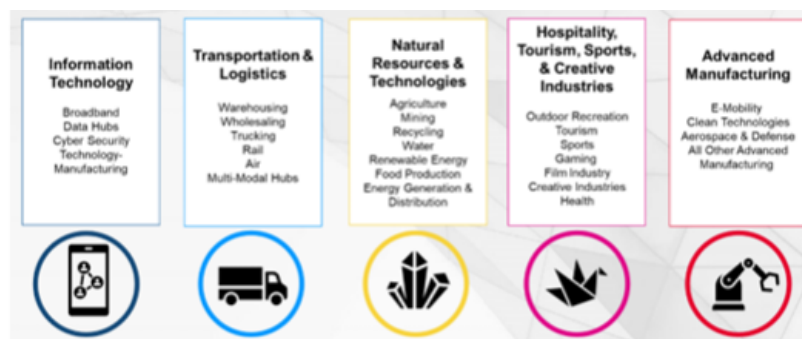 Information
Technology
Broadband
Data Hubs
Cyber Security
Technology-
Manufacturing
Transportation &
Logistics
Warehousing
Wholesaling
Trucking
Rail
Air
Multi-Modal Hubs
Natural
Resources &
Technologies
Agriculture
Mining
Recycling
Water
Renewable Energy
Food Production
Energy Generation &
Distribution
Hospitality,
Tourism, Sports,
& Creative
Industries
Outdoor Recreation
Tourism
Sports
Gaming
Film Industry
Creative Industries
Health
Advanced
Manufacturing
E-Mobility
Clean Technologies
Aerospace & Defense
All Other Advanced
Manufacturing